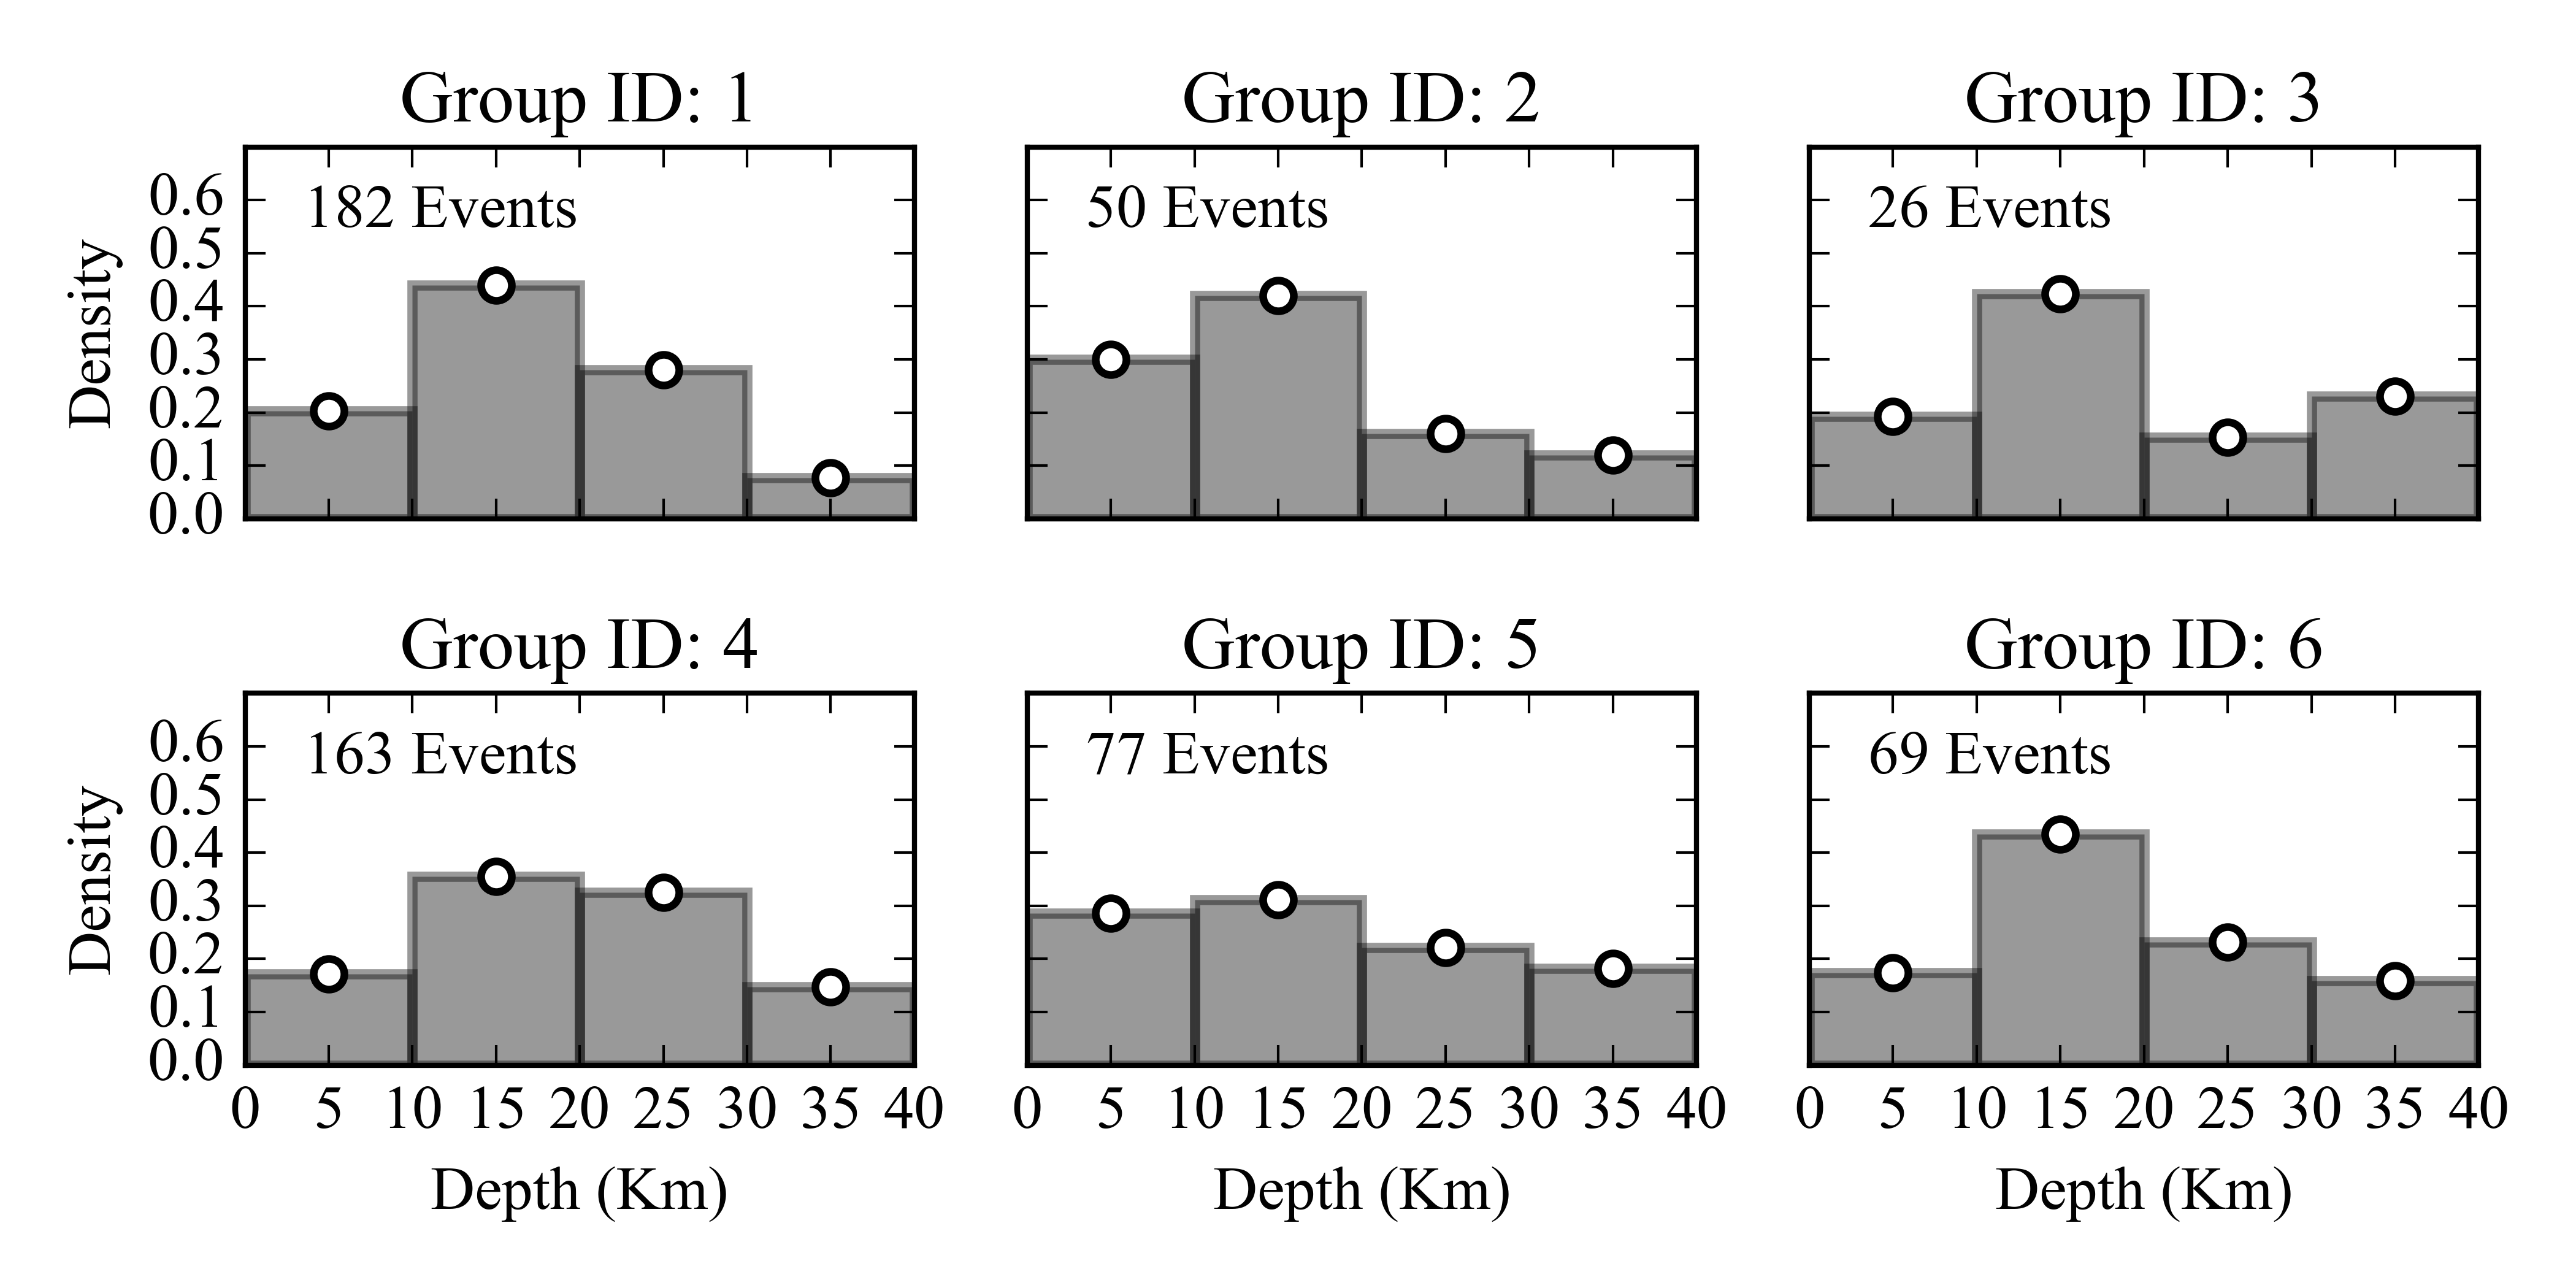 Group ID: 1
Group ID: 2
Group ID: 3
182 Events
50 Events
26 Events
Density
0.6
0.5
0.4
0.3
0.2
0.1
0.0
Group ID: 4
Group ID: 5
Group ID: 6
163 Events
77 Events
69 Events
Density
0.6
0.5
0.4
0.3
0.2
0.1
0.0
0 5 10 15 20 25 30 35 40
0 5 10 15 20 25 30 35 40
0 5 10 15 20 25 30 35 40
Depth (Km)
Depth (Km)
Depth (Km)